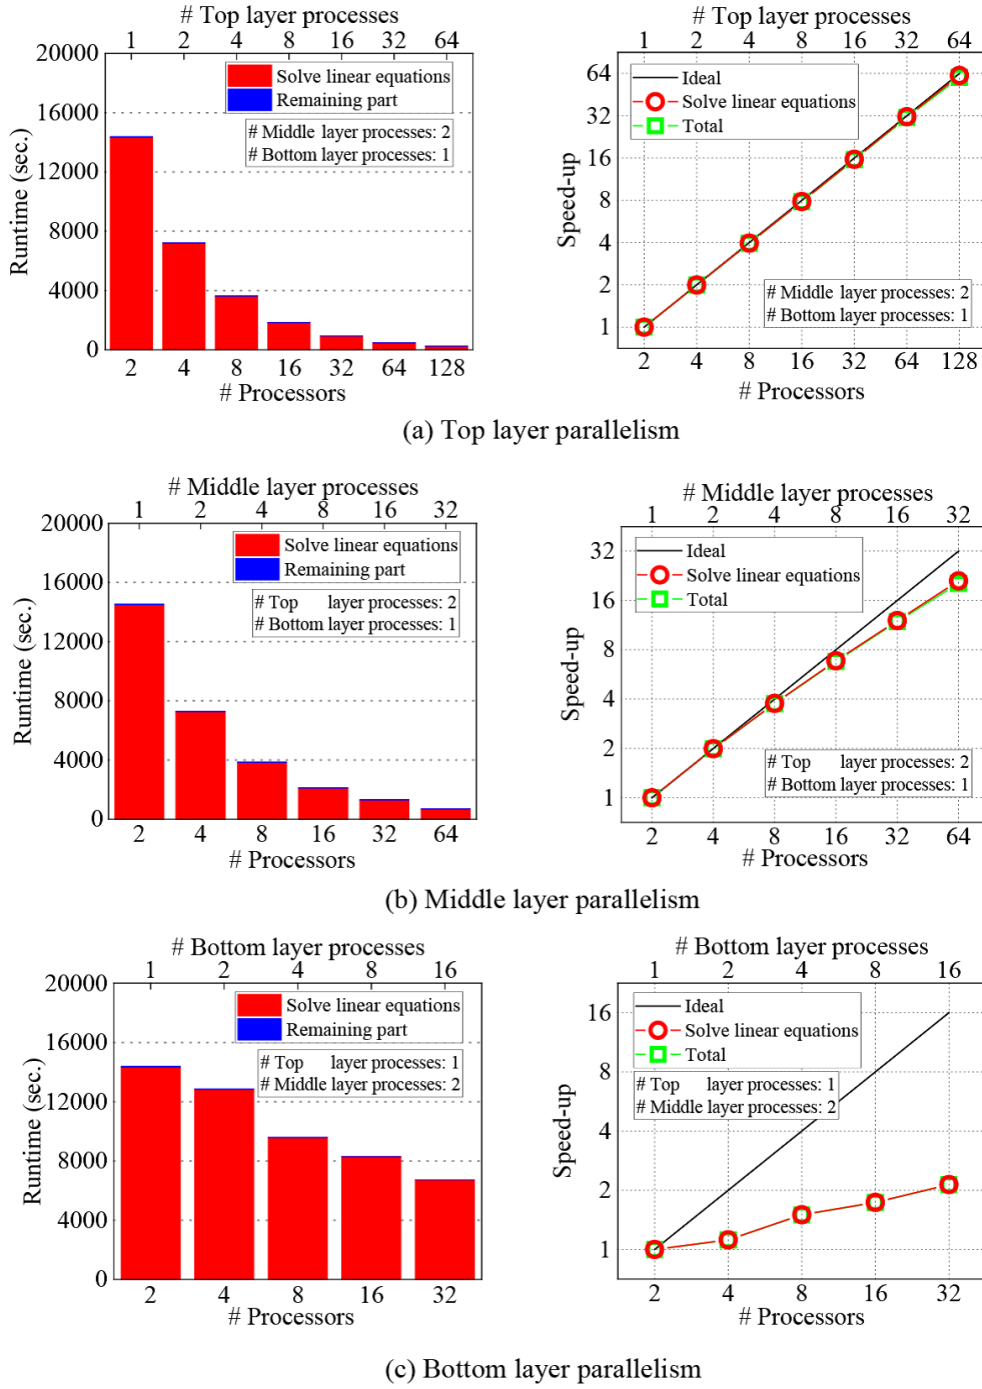 # Top layer processes
1 2 4 8 16 32 64
20000
16000
12000
8000
4000
0
Runtime (sec.)
Solve linear equations
Remaining part
# Middle layer processes: 2
# Bottom layer processes: 1
2 4 8 16 32 64 128
# Processors
# Top layer processes
1 2 4 8 16 32 64
64
32
16
8
4
2
1
Speed-up
Ideal
Solve linear equations
Total
# Middle layer processes: 2
# Bottom layer processes: 1
2 4 8 16 32 64 128
# Processors
(a) Top layer parallelism
# Middle layer processes
1 2 4 8 16 32
20000
16000
12000
8000
4000
0
Runtime (sec.)
Solve linear equations
Remaining part
# Top layer processes: 2
# Bottom layer processes: 1
2 4 8 16 32 64
# Processors
# Middle layer processes
1 2 4 8 16 32
32
16
8
4
2
1
Speed-up
Ideal
Solve linear equations
Total
# Top layer processes: 2
# Bottom layer processes: 1
2 4 8 16 32 64
# Processors
(b) Middle layer parallelism
# Bottom layer processes
1 2 4 8 16
20000
16000
12000
8000
4000
0
Runtime (sec.)
Solve linear equations
Remaining part
# Top layer processes: 1
# Middle layer processes: 2
2 4 8 16 32
# Processors
# Bottom layer processes
1 2 4 8 16
16
8
4
2
1
Speed-up
Ideal
Solve linear equations
Total
# Top layer processes: 1
# Middle layer processes: 2
2 4 8 16 32
# Processors
(c) Bottom layer parallelism